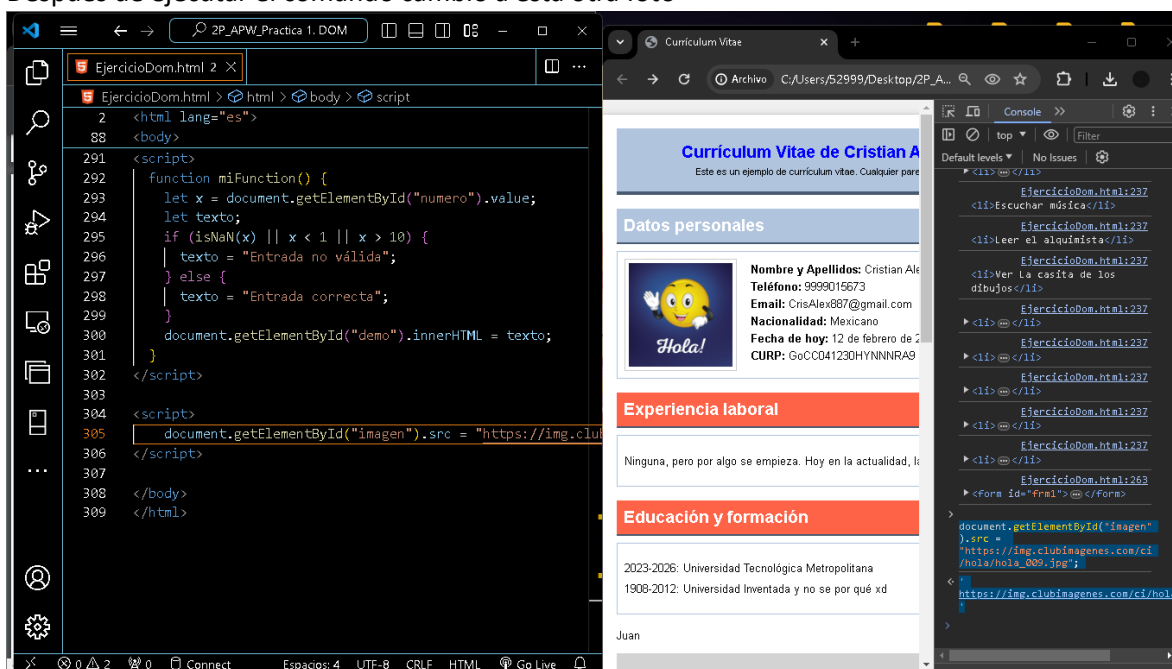 Después de ejecutar el comando cambio a esta otra foto
2P_APW_Practica 1. DOM
EjercicioDom.html 2
EjercicioDom.html > html > body > script
2 <html lang="es">
88 <body>
291 <script>
292 function miFunction() {
293 let x = document.getElementById("numero").value;
294 let texto;
295 if (isNaN(x) || x < 1 || x > 10) {
296 texto = "Entrada no válida";
297 } else {
298 texto = "Entrada correcta";
299 }
300 document.getElementById("demo").innerHTML = texto;
301 }
302 </script>
303
304 <script>
305 document.getElementById("imagen").src = "https://img.clu
306 </script>
307
308 </body>
309 </html>
0 2 0 Connect Espacios: 4 UTF-8 CRLF HTML Go Live
Currículum Vitae
Archivo C:/Users/52999/Desktop/2P_A...
Currículum Vitae de Cristian A
Este es un ejemplo de currículum vitae. Cualquier pare
Datos personales
Hola!
Nombre y Apellidos: Cristian Ale
Teléfono: 9999015673
Email: CrisAlex887@gmail.com
Nacionalidad: Mexicano
Fecha de hoy: 12 de febrero de 2
CURP: GoCC041230HYNNNRA9
Experiencia laboral
Ninguna, pero por algo se empieza. Hoy en la actualidad, la
Educación y formación
2023-2026: Universidad Tecnológica Metropolitana
1908-2012: Universidad Inventada y no se por qué xd
Juan
Console
top Filter
Default levels No Issues
<li>…</li>
EjercicioDom.html:237
<li>Escuchar música</li>
EjercicioDom.html:237
<li>Leer el alquimista</li>
EjercicioDom.html:237
<li>Ver La casita de los
dibujos</li>
EjercicioDom.html:237
<li>…</li>
EjercicioDom.html:237
<li>…</li>
EjercicioDom.html:237
<li>…</li>
EjercicioDom.html:237
<li>…</li>
EjercicioDom.html:237
<li>…</li>
EjercicioDom.html:263
<form id="frm1">…</form>
document.getElementById("imagen"
).src =
"https://img.clubimagenes.com/ci
/hola/hola_009.jpg";
'
https://img.clubimagenes.com/ci/hol
'